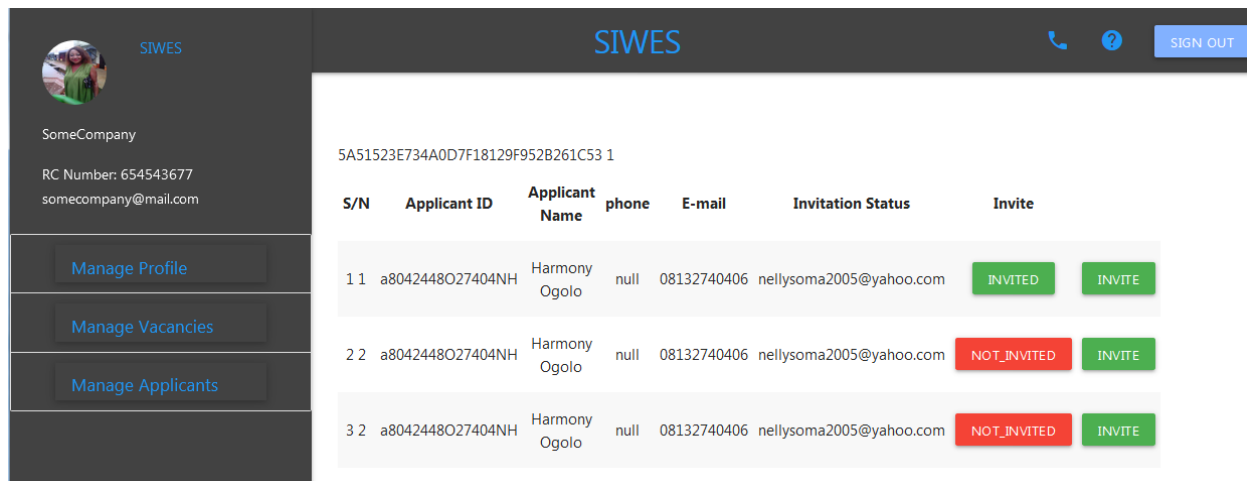 SIWES
SomeCompany
RC Number: 654543677
somecompany@mail.com
Manage Profile
Manage Vacancies
Manage Applicants
SIWES
SIGN OUT
5A51523E734A0D7F18129F952B261C53 1
S/N Applicant ID Applicant Name phone E-mail Invitation Status Invite
1 1 a8042448O27404NH Harmony Ogolo null 08132740406 nellysoma2005@yahoo.com INVITED INVITE
2 2 a8042448O27404NH Harmony Ogolo null 08132740406 nellysoma2005@yahoo.com NOT_INVITED INVITE
3 2 a8042448O27404NH Harmony Ogolo null 08132740406 nellysoma2005@yahoo.com NOT_INVITED INVITE